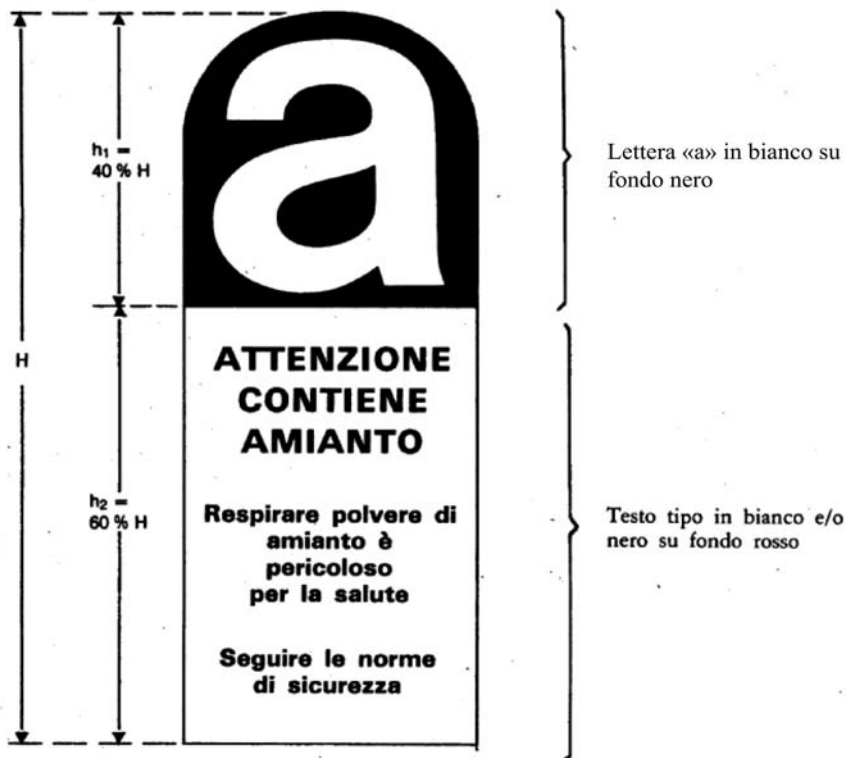 a
h₁ =
40 % H
Lettera «a» in bianco su
fondo nero
H
ATTENZIONE
CONTIENE
AMIANTO
h₂ =
60 % H
Respirare polvere di
amianto è
pericoloso
per la salute
Seguire le norme
di sicurezza
Testo tipo in bianco e/o
nero su fondo rosso